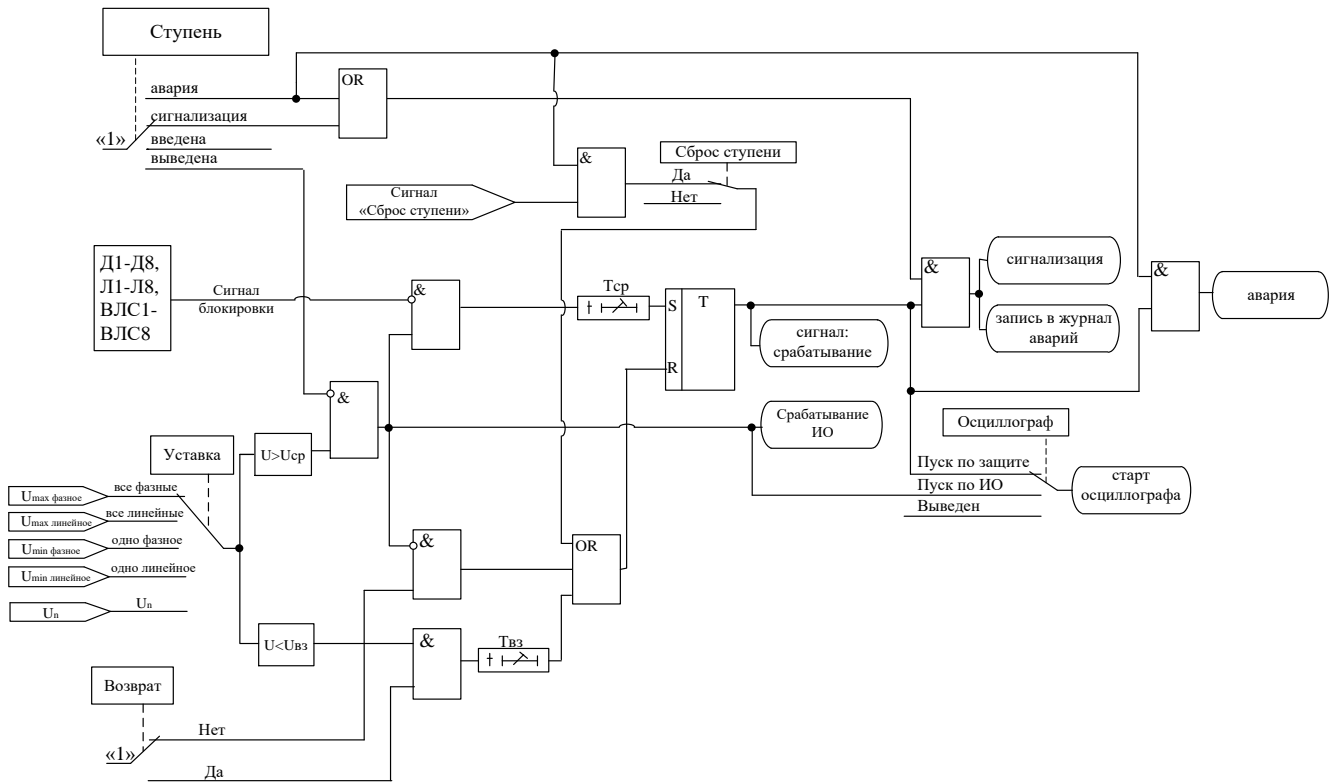 Ступень
авария
сигнализация
«1»
введена
выведена
OR
&
Сброс ступени
Да
Нет
Сигнал
«Сброс ступени»
Д1-Д8,
Л1-Л8,
ВЛС1-
ВЛС8
Сигнал
блокировки
&
Тср
S
T
R
сигнал:
срабатывание
&
сигнализация
запись в журнал
аварий
&
авария
&
Срабатывание
ИО
Осциллограф
Пуск по защите
Пуск по ИО
Выведен
старт
осциллографа
Уставка
U>Uср
Umax фазное
все фазные
Umax линейное
все линейные
Umin фазное
одно фазное
Umin линейное
одно линейное
Un
Un
&
OR
U<Uвз
&
Твз
Возврат
«1»
Нет
Да